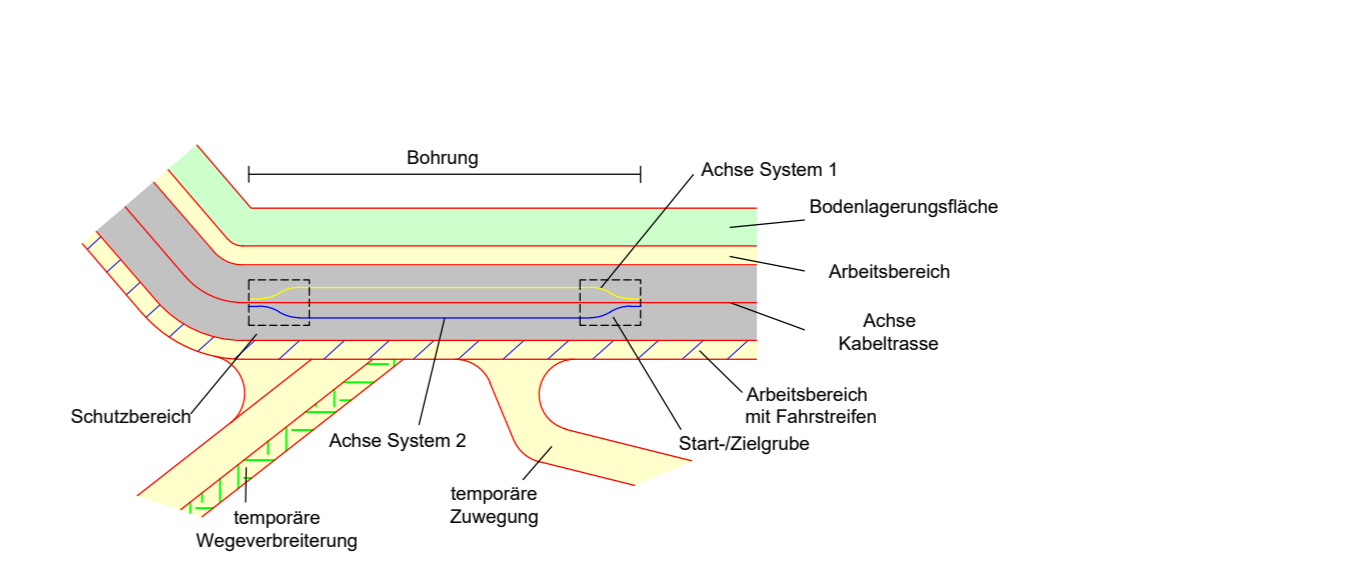 Bohrung
Achse System 1
Bodenlagerungsfläche
Arbeitsbereich
Achse
Kabeltrasse
Arbeitsbereich
mit Fahrstreifen
Schutzbereich
Achse System 2
Start-/Zielgrube
temporäre
Zuwegung
temporäre
Wegeverbreiterung